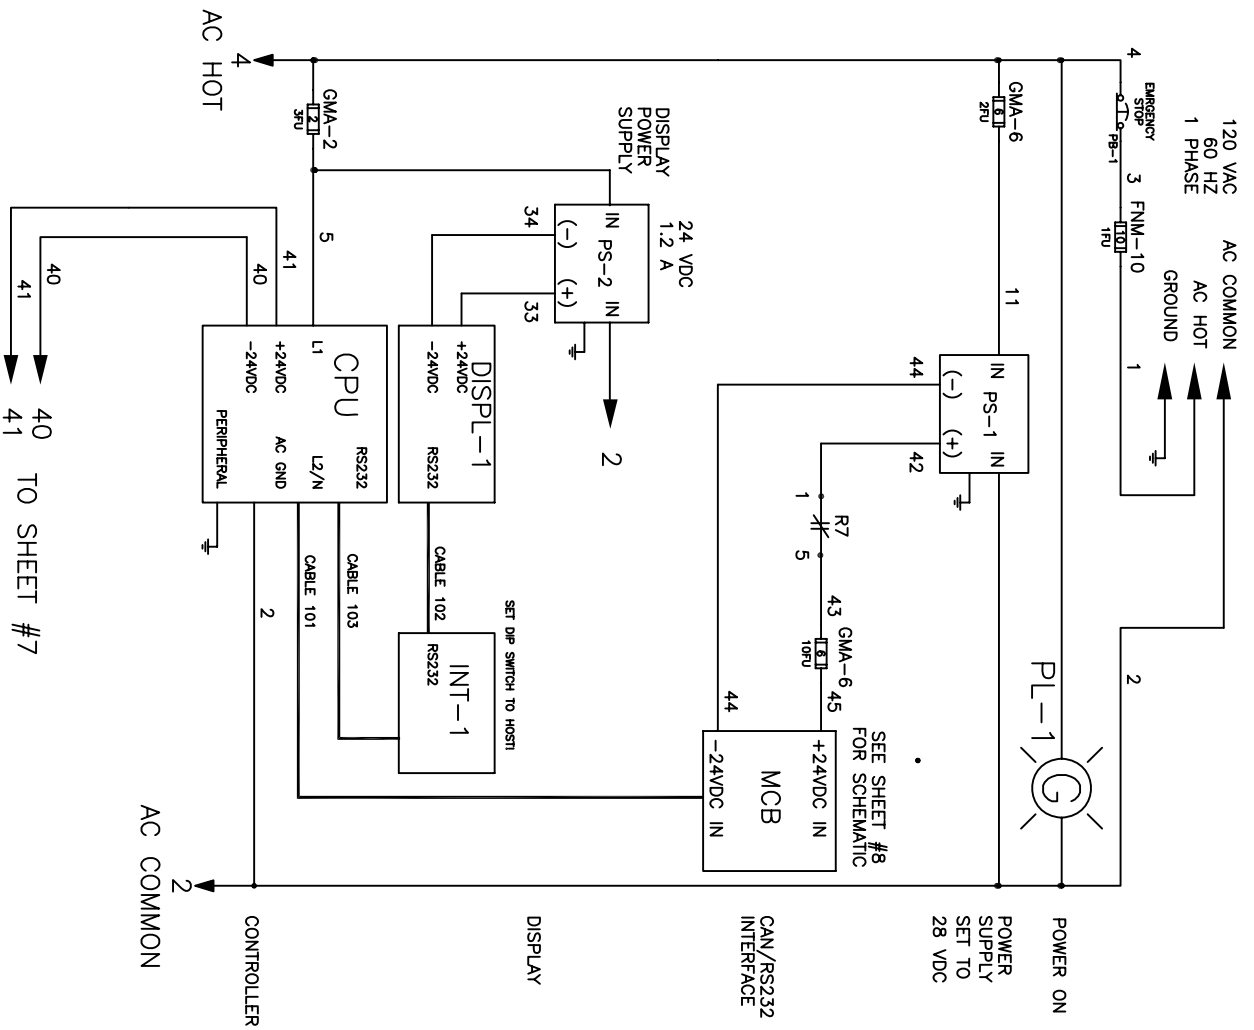 120 VAC
60 HZ
1 PHASE
AC COMMON
AC HOT
GROUND
4
EMRGENCY
STOP
PB-1
3
FNM-10
10
1FU
1
2
PL-1
G
POWER ON
GMA-6
6
2FU
11
IN
PS-1
IN
(-)
(+)
44
42
POWER
SUPPLY
SET TO
28 VDC
1
R7
5
43
GMA-6
6
10FU
45
44
SEE SHEET #8
FOR SCHEMATIC
+24VDC IN
MCB
-24VDC IN
CAN/RS232
INTERFACE
DISPLAY
POWER
SUPPLY
24 VDC
1.2 A
IN
PS-2
IN
(-)
(+)
34
33
2
DISPL-1
+24VDC
-24VDC
RS232
CABLE 102
SET DIP SWITCH TO HOST!
INT-1
RS232
DISPLAY
GMA-2
2
3FU
5
41
40
CPU
L1
+24VDC
-24VDC
RS232
L2/N
AC GND
PERIPHERAL
CABLE 103
CABLE 101
2
CONTROLLER
4
AC HOT
2
AC COMMON
40
41
40 TO SHEET #7
41